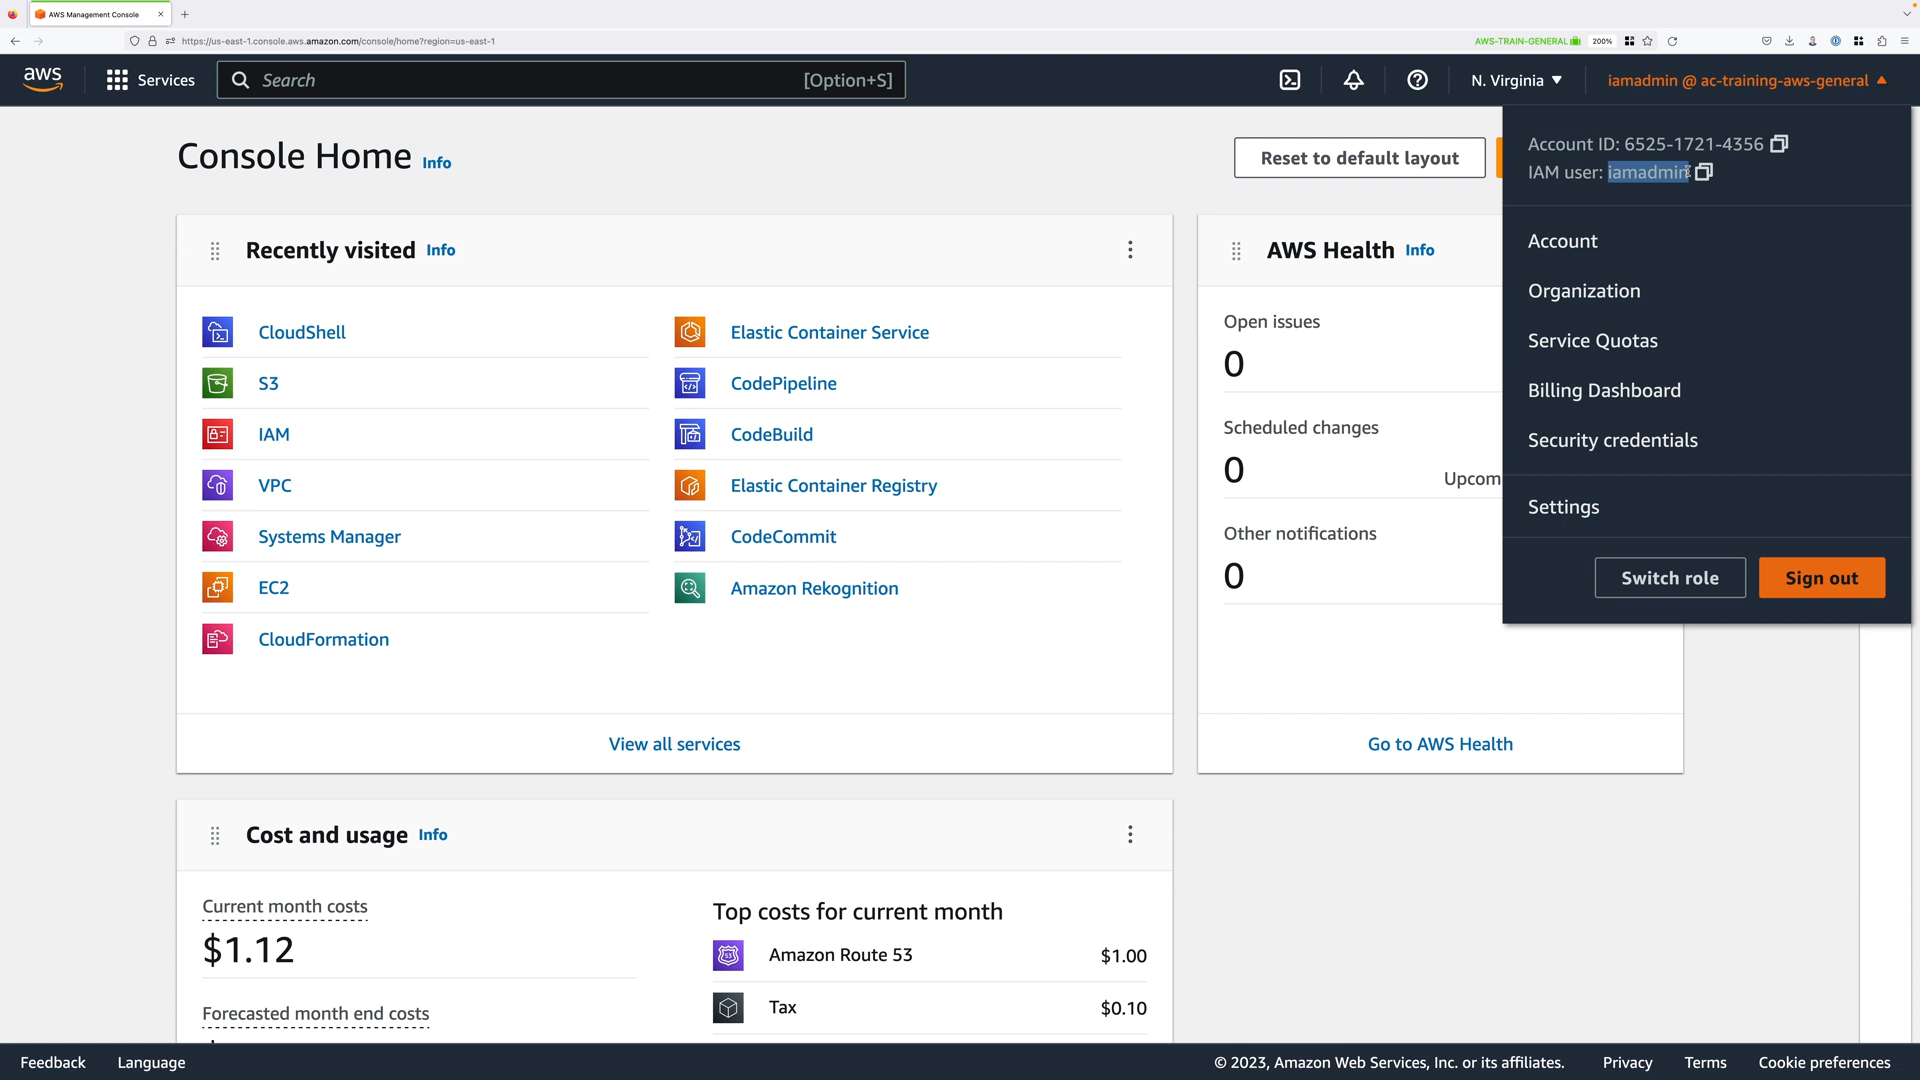 AWS Management Console
https://us-east-1.console.aws.amazon.com/console/home?region=us-east-1
AWS-TRAIN-GENERAL
200%
aws
Services
Search
[Option+S]
N. Virginia
iamadmin @ ac-training-aws-general
Account ID: 6525-1721-4356
IAM user: iamadmin
Account
Organization
Service Quotas
Billing Dashboard
Security credentials
Settings
Switch role
Sign out
Console Home
Info
Reset to default layout
Recently visited
Info
CloudShell
S3
IAM
VPC
Systems Manager
EC2
CloudFormation
Elastic Container Service
CodePipeline
CodeBuild
Elastic Container Registry
CodeCommit
Amazon Rekognition
View all services
AWS Health
Info
Open issues
0
Scheduled changes
0
Upcom
Other notifications
0
Go to AWS Health
Cost and usage
Info
Current month costs
$1.12
Forecasted month end costs
Top costs for current month
Amazon Route 53
$1.00
Tax
$0.10
Feedback
Language
© 2023, Amazon Web Services, Inc. or its affiliates.
Privacy
Terms
Cookie preferences